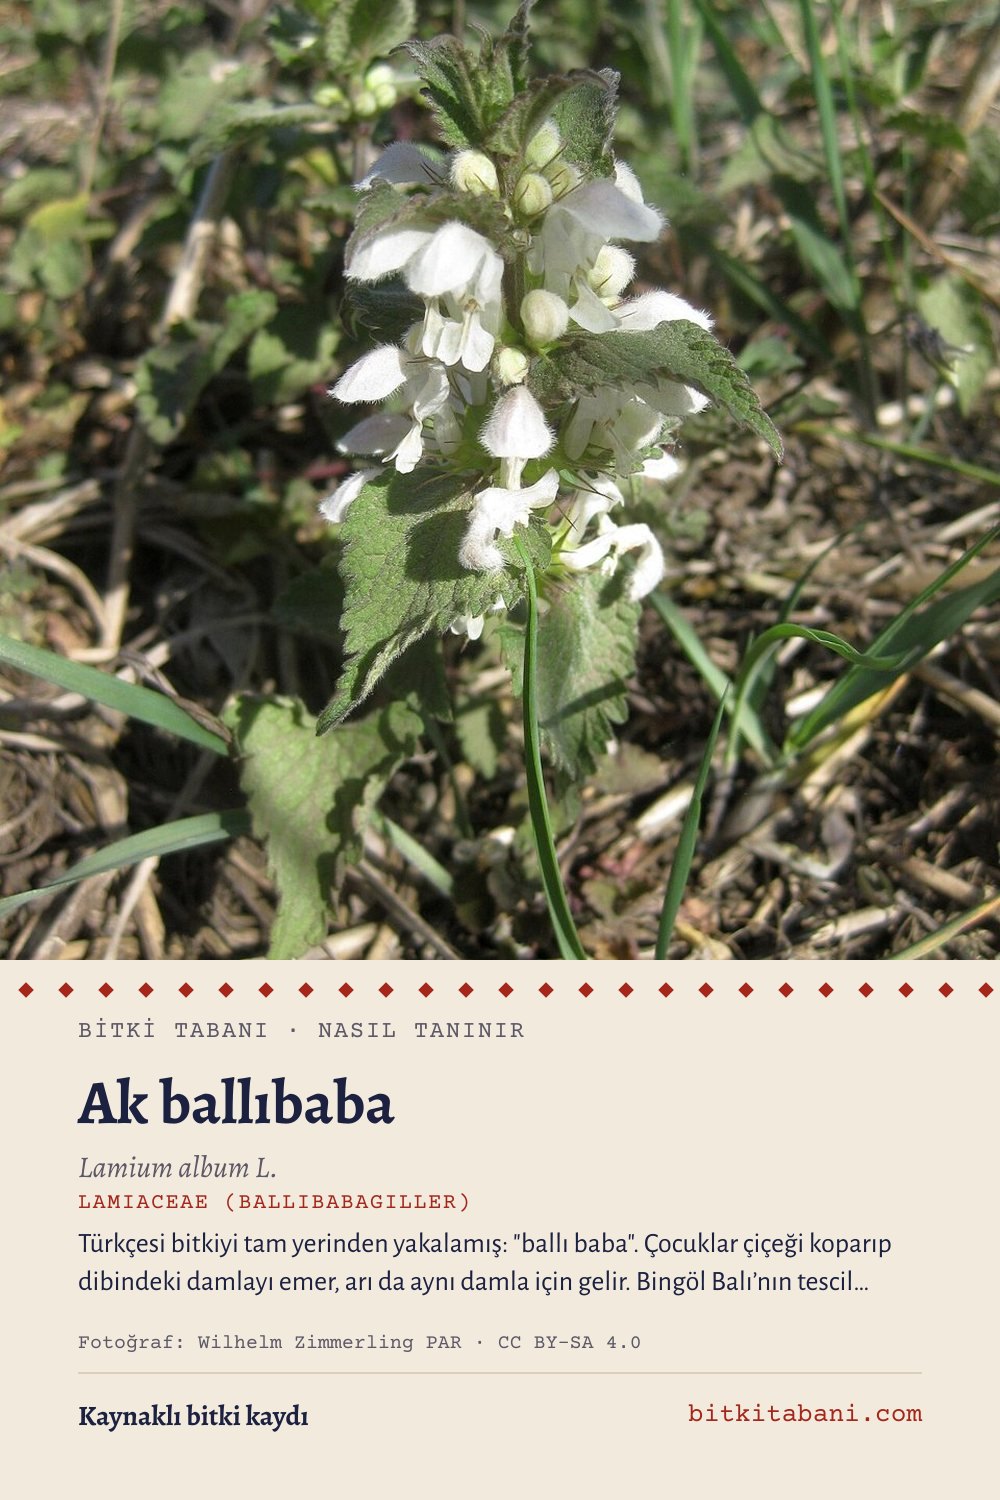 BİTKİ TABANI · NASIL TANINIR
Ak ballıbaba
Lamium album L.
LAMIACEAE (BALLIBABAGILLER)
Türkçesi bitkiyi tam yerinden yakalamış: "ballı baba". Çocuklar çiçeği koparıp
dibindeki damlayı emer, arı da aynı damla için gelir. Bingöl Balı’nın tescil…
Fotoğraf: Wilhelm Zimmerling PAR · CC BY-SA 4.0
Kaynaklı bitki kaydı
bitkitabani.com